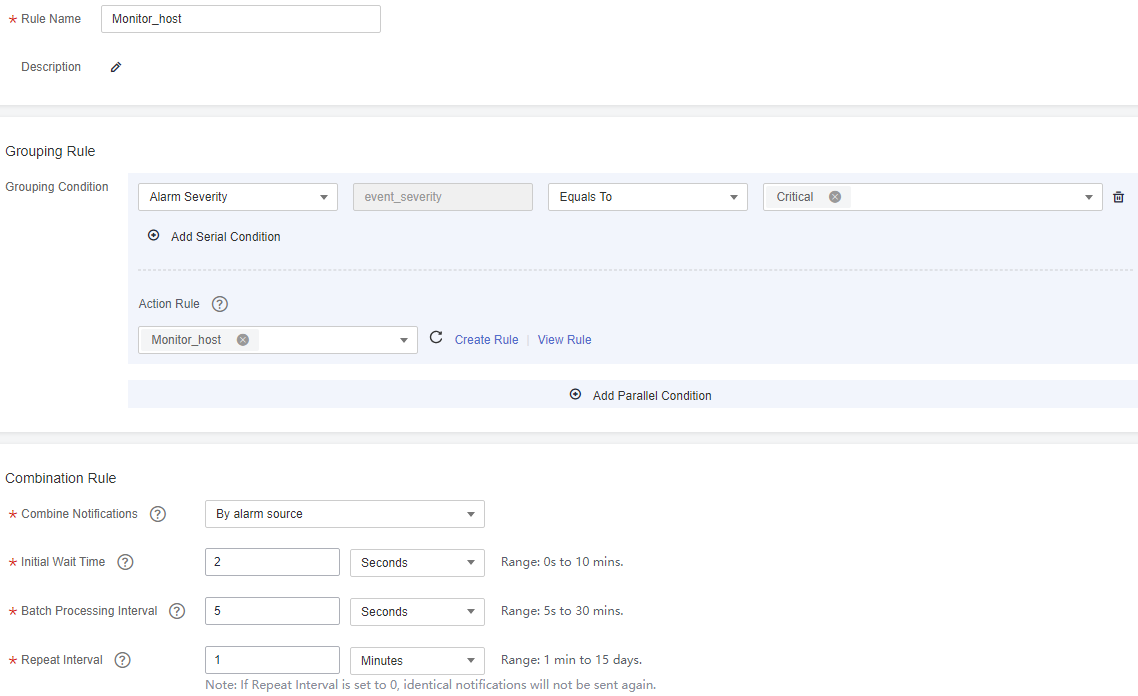 * Rule Name Monitor_host
Description
Grouping Rule
Grouping Condition Alarm Severity event_severity Equals To Critical
Add Serial Condition
Action Rule ?
Monitor_host Create Rule | View Rule
Add Parallel Condition
Combination Rule
* Combine Notifications ? By alarm source
* Initial Wait Time ? 2 Seconds Range: 0s to 10 mins.
* Batch Processing Interval ? 5 Seconds Range: 5s to 30 mins.
* Repeat Interval ? 1 Minutes Range: 1 min to 15 days.
Note: If Repeat Interval is set to 0, identical notifications will not be sent again.